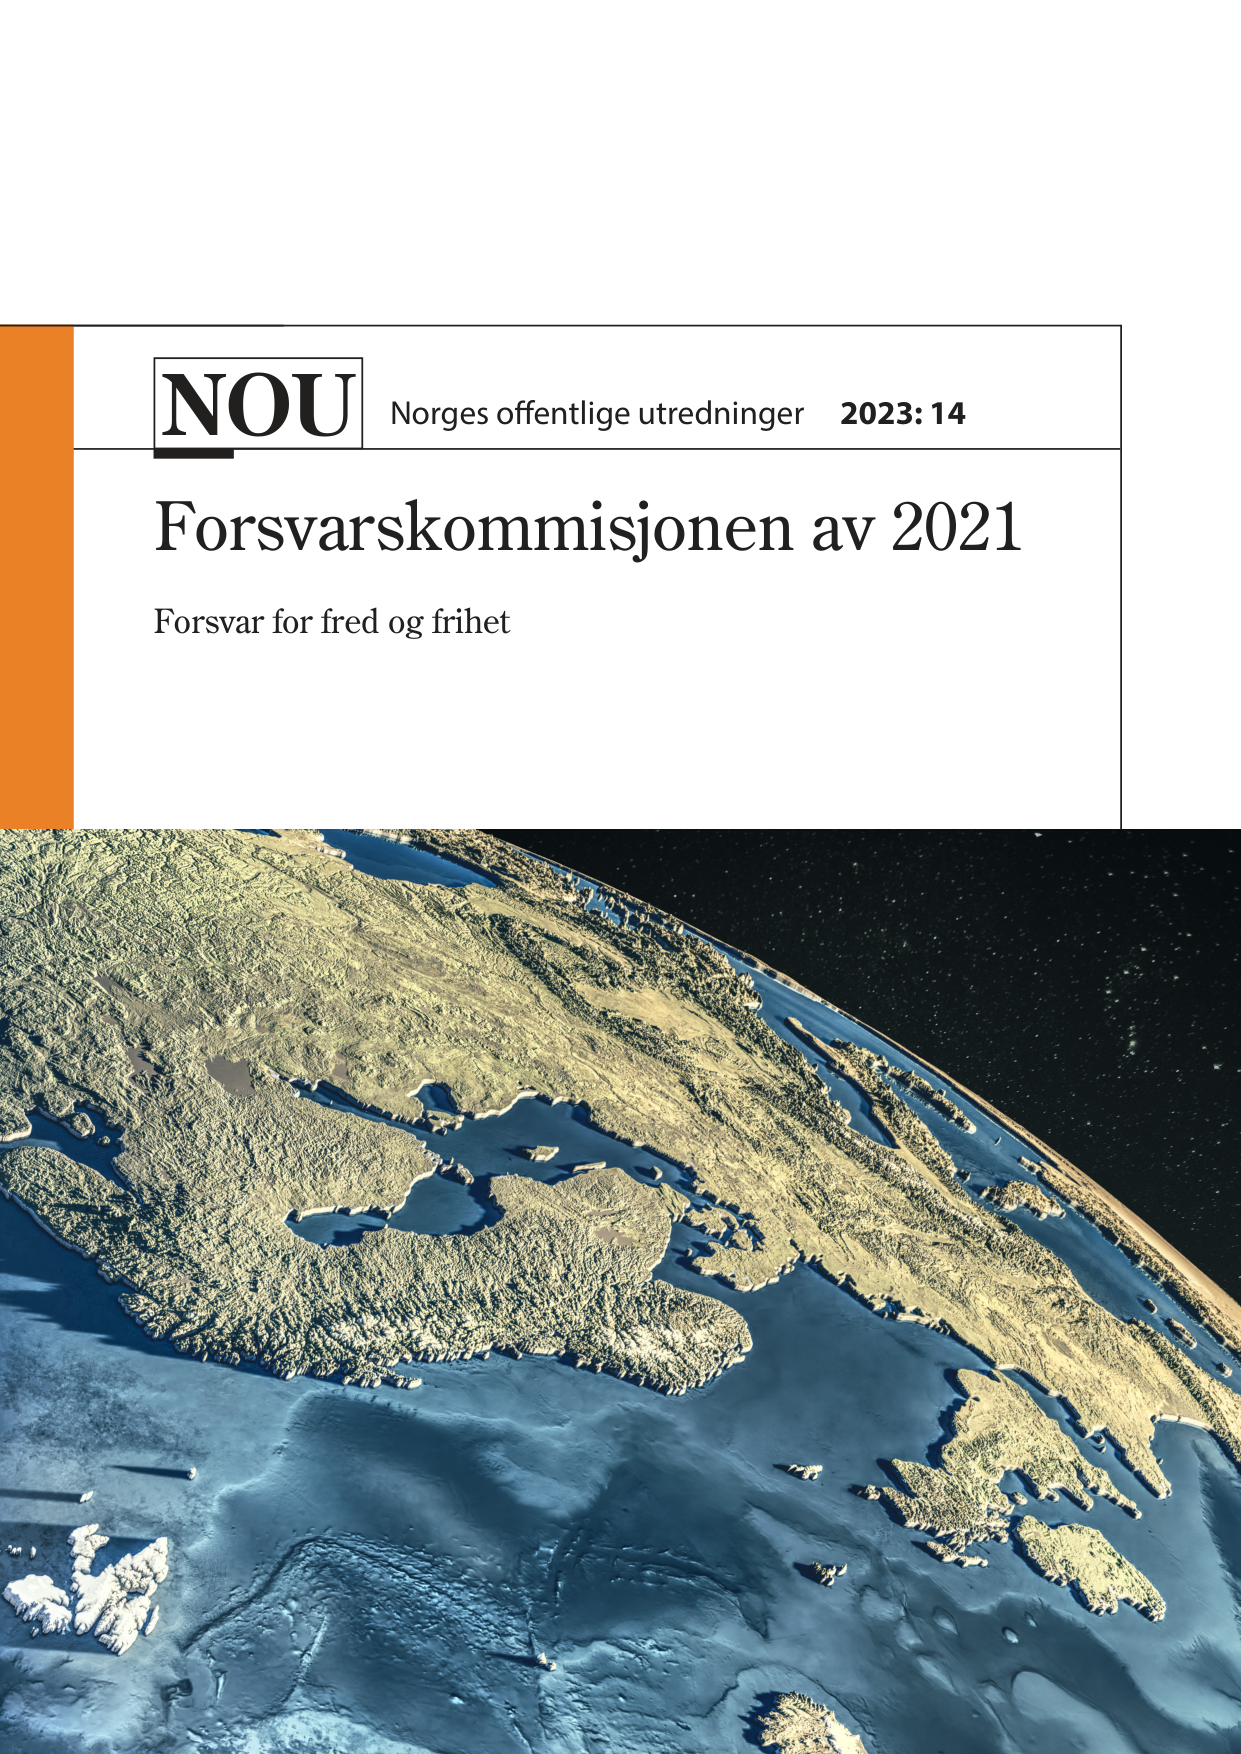 NOU Norges offentlige utredninger 2023: 14
Forsvarskommisjonen av 2021
Forsvar for fred og frihet